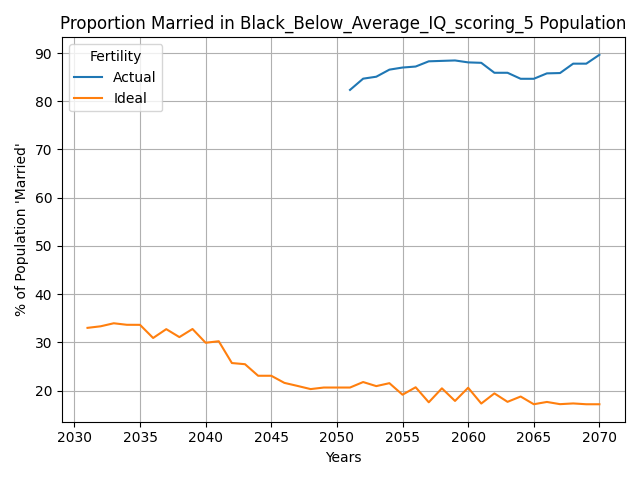 Proportion Married in Black_Below_Average_IQ_scoring_5 Population
Fertility
Actual
Ideal
% of Population 'Married'
90
80
70
60
50
40
30
20
2030 2035 2040 2045 2050 2055 2060 2065 2070
Years